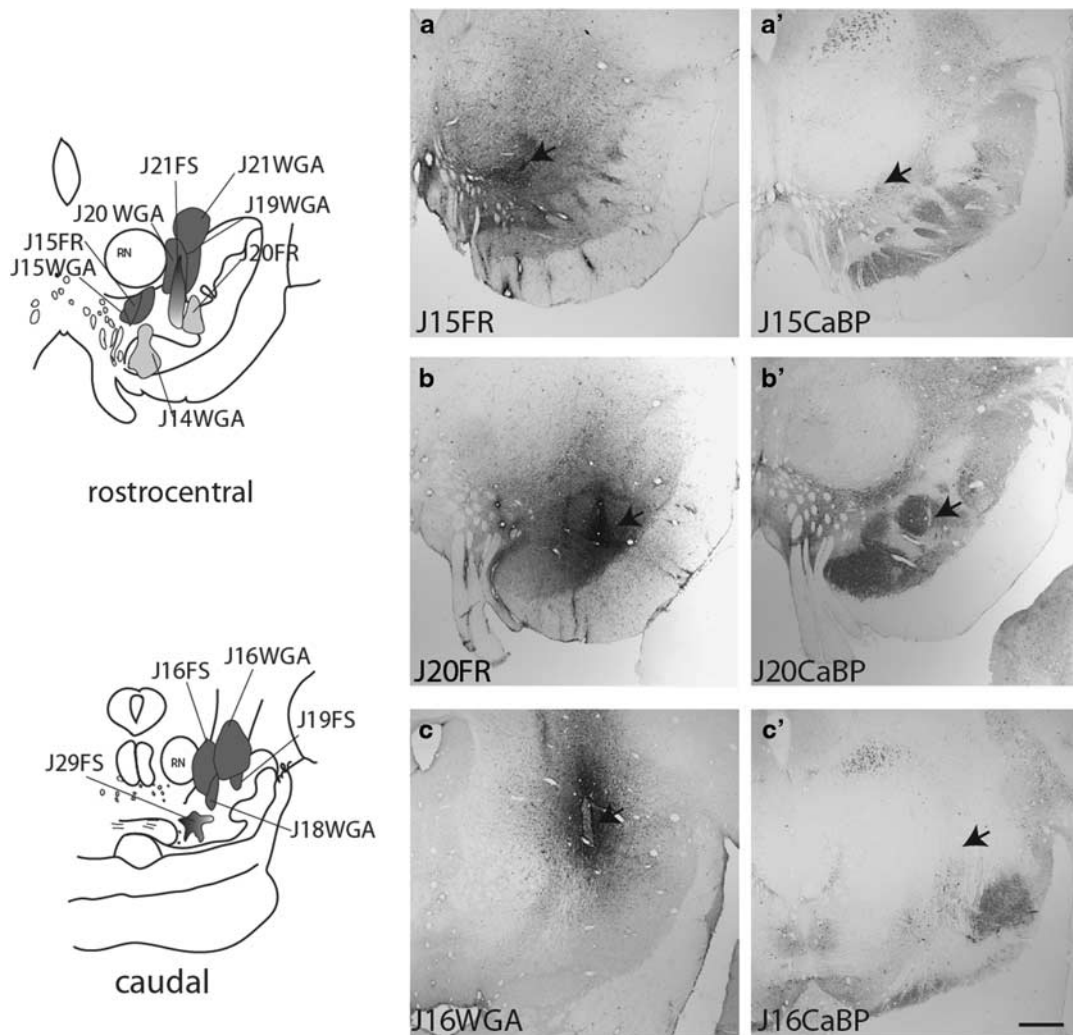 J21FS
J21WGA
J20 WGA
J19WGA
J15FR
J20FR
J15WGA
RN
J14WGA
rostrocentral
J16FS
J16WGA
J19FS
J29FS
RN
J18WGA
caudal
a
J15FR
a'
J15CaBP
b
J20FR
b'
J20CaBP
c
J16WGA
c'
J16CaBP